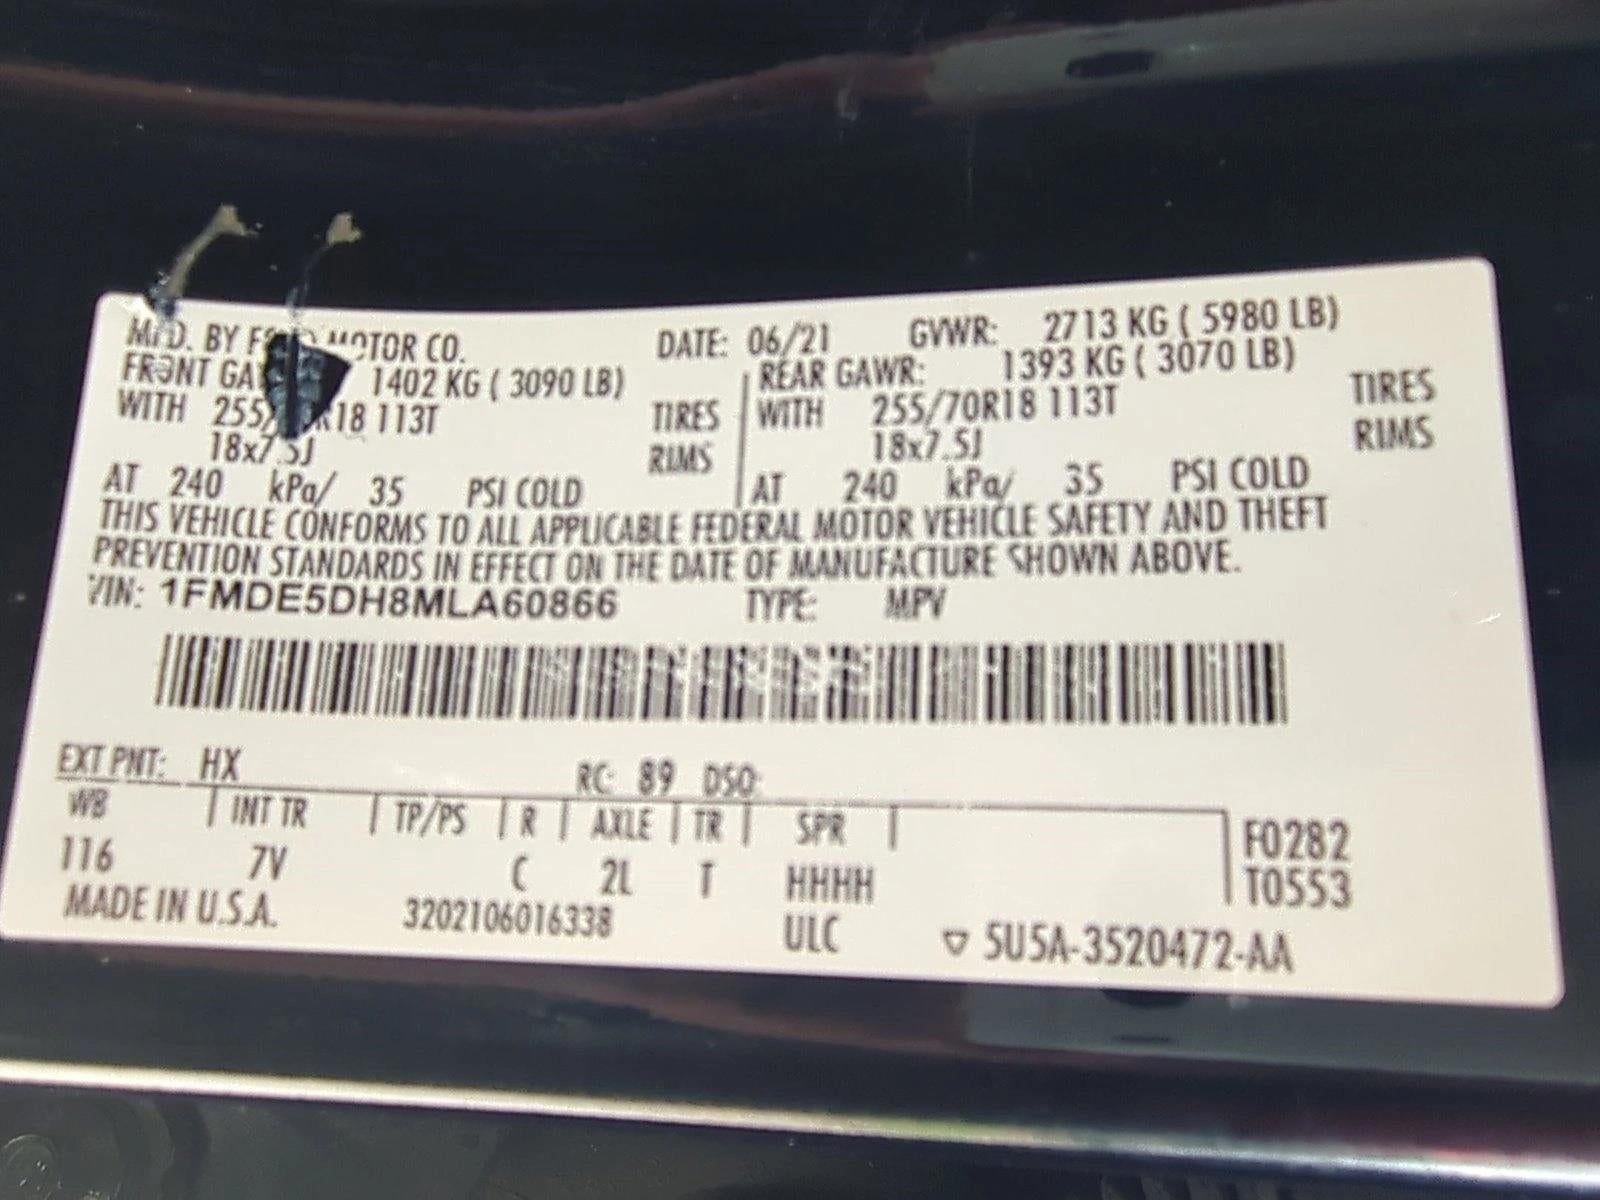 MFD. BY MOTOR CO. DATE: 06/21 GVWR: 2713 KG ( 5980 LB)
FRONT 1402 KG ( 3090 LB) REAR GAWR: 1393 KG ( 3070 LB)
WITH R18 113T TIRES WITH 255/70R18 113T TIRES
18x7.5J RIMS 18x7.5J RIMS
AT 240 kPa/ 35 PSI COLD AT 240 kPa/ 35 PSI COLD
THIS VEHICLE CONFORMS TO ALL APPLICABLE FEDERAL MOTOR VEHICLE SAFETY AND THEFT
PREVENTION STANDARDS IN EFFECT ON THE DATE OF MANUFACTURE SHOWN ABOVE.
VIN: 1FMDE5DH8MLA60866 TYPE: MPV
EXT PNT: HX RC: 89 DSO:
WB INT TR TP/PS R AXLE TR SPR F0282
116 7V C 2L T HHHH T0553
MADE IN U.S.A. 3202106016338 ULC 5U5A-3520472-AA